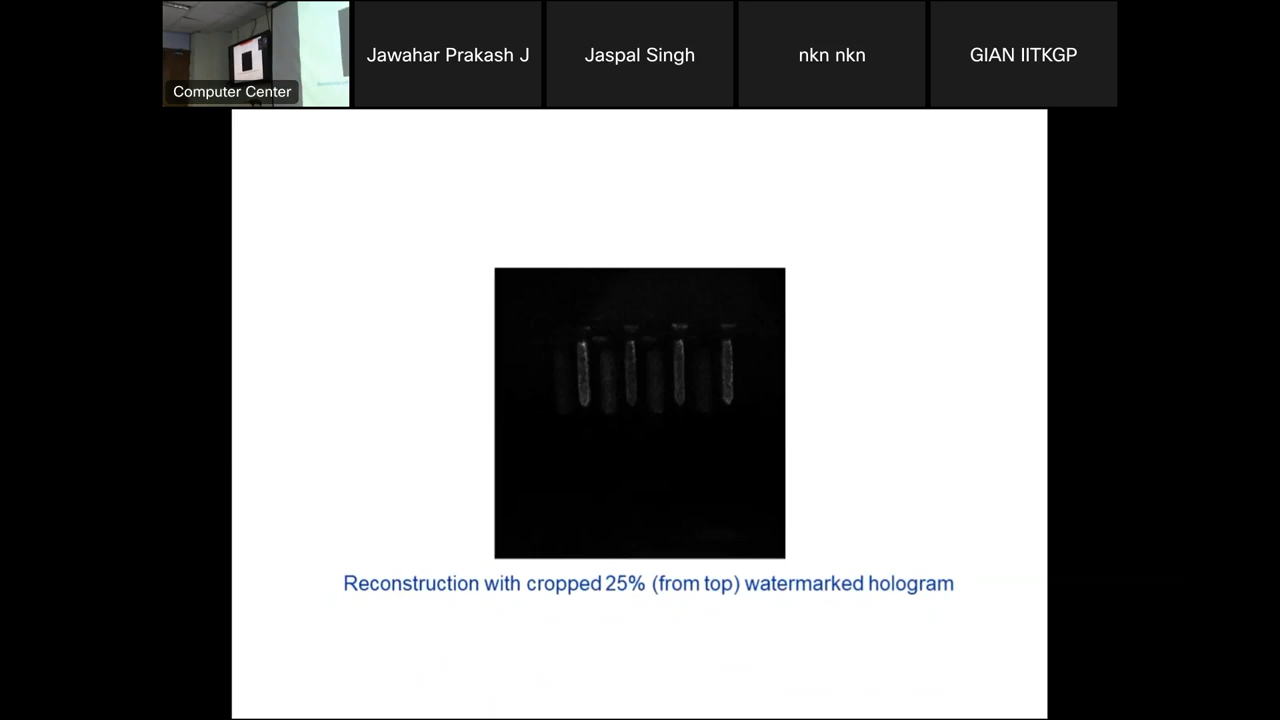 Computer Center
Jawahar Prakash J
Jaspal Singh
nkn nkn
GIAN IITKGP
Reconstruction with cropped 25% (from top) watermarked hologram